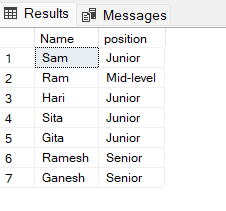 Results Messages
Name position
1 Sam Junior
2 Ram Mid-level
3 Hari Junior
4 Sita Junior
5 Gita Junior
6 Ramesh Senior
7 Ganesh Senior